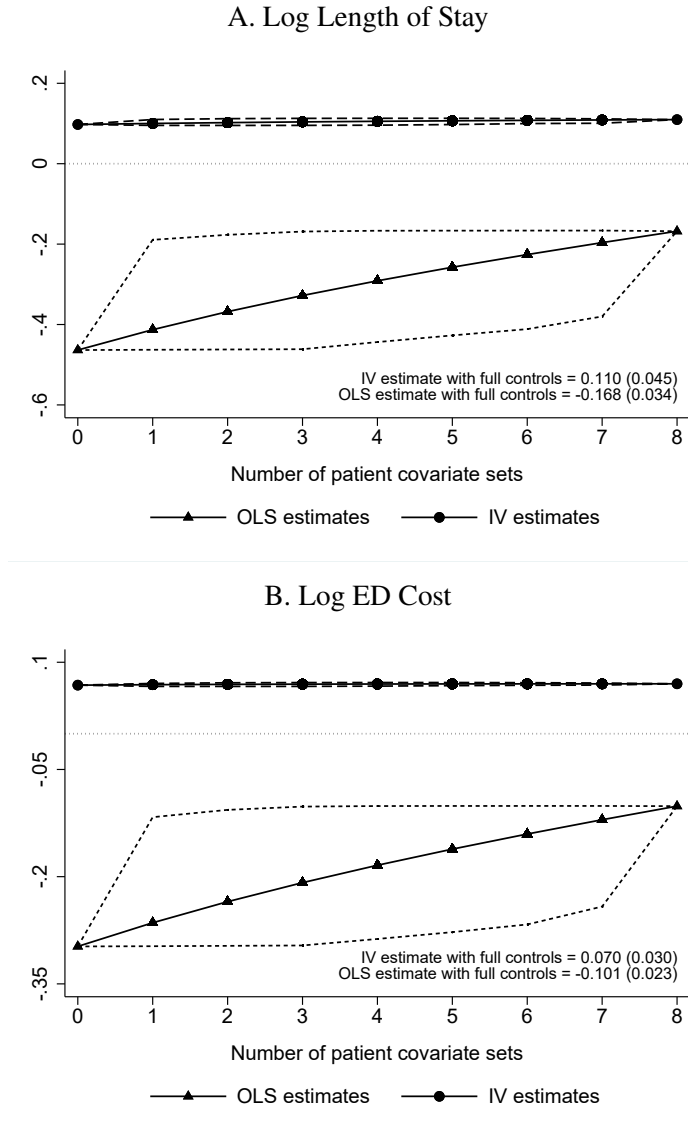 A. Log Length of Stay
.2
0
-.2
-.4
-.6
IV estimate with full controls = 0.110 (0.045)
OLS estimate with full controls = -0.168 (0.034)
0 1 2 3 4 5 6 7 8
Number of patient covariate sets
OLS estimates IV estimates
B. Log ED Cost
.1
-.05
-.2
-.35
IV estimate with full controls = 0.070 (0.030)
OLS estimate with full controls = -0.101 (0.023)
0 1 2 3 4 5 6 7 8
Number of patient covariate sets
OLS estimates IV estimates